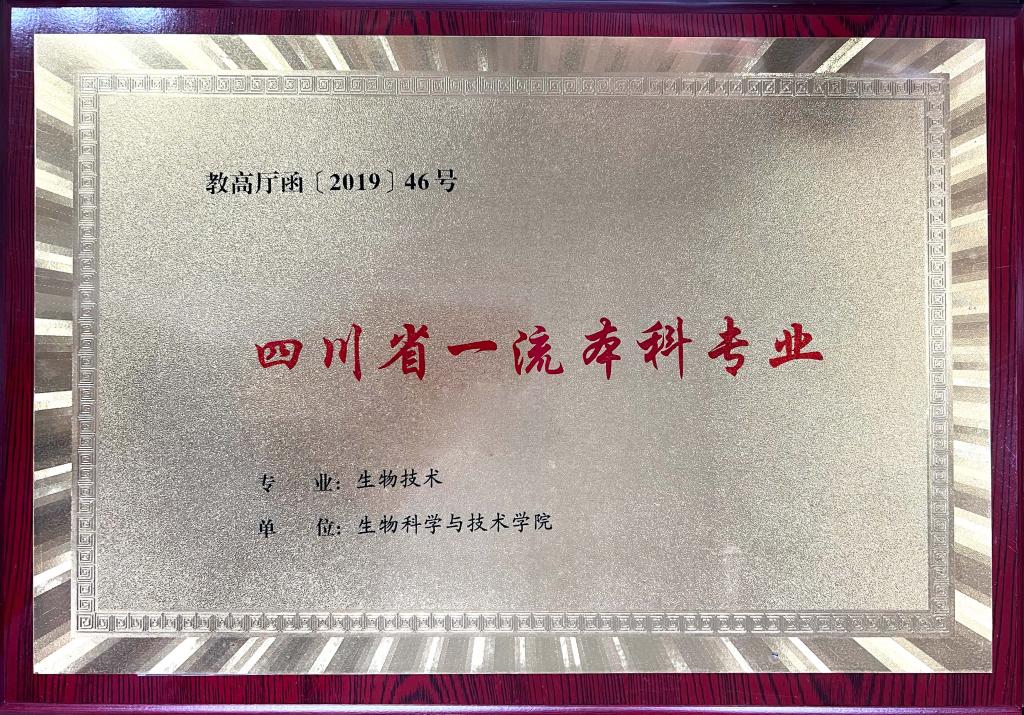 教高厅函〔2019〕46号
四川省一流本科专业
专 业：生物技术
单 位：生物科学与技术学院